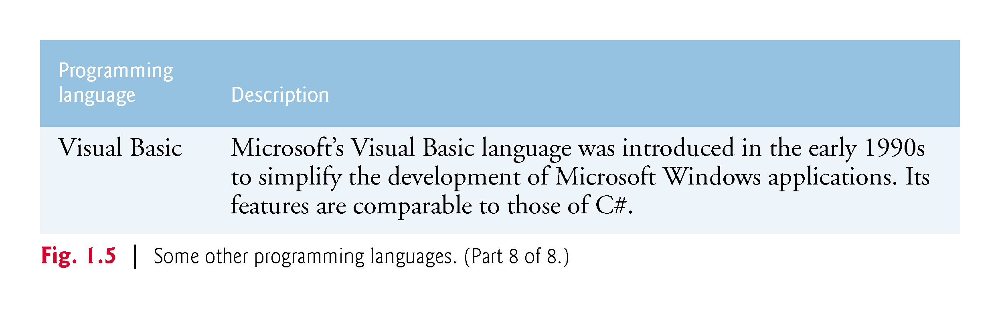 Programming
language
Description
Visual Basic
Microsoft’s Visual Basic language was introduced in the early 1990s
to simplify the development of Microsoft Windows applications. Its
features are comparable to those of C#.
Fig. 1.5 | Some other programming languages. (Part 8 of 8.)